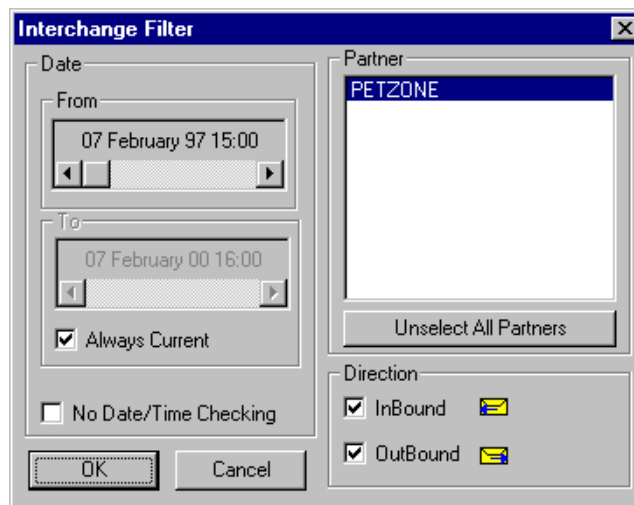 Interchange Filter
Date
From
07 February 97 15:00
To
07 February 00 16:00
Always Current
No Date/Time Checking
OK
Cancel
Partner
PETZONE
Unselect All Partners
Direction
InBound
OutBound